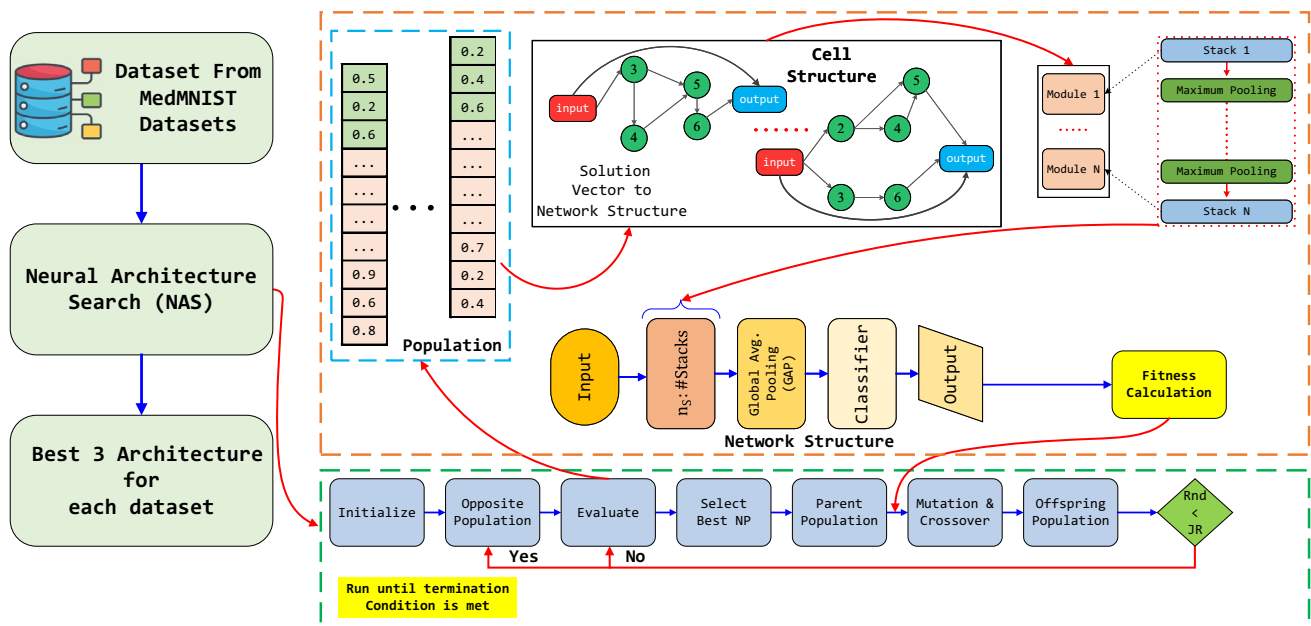 Dataset From
MedMNIST
Datasets
Neural Architecture
Search (NAS)
Best 3 Architecture
for
each dataset
0.5
0.2
0.6
...
...
...
...
0.9
0.6
0.8
...
0.2
0.4
0.6
...
...
...
...
0.7
0.2
0.4
Population
Cell
Structure
input
3
4
5
6
output
......
input
2
3
4
5
6
output
Solution
Vector to
Network Structure
Module 1
.....
Module N
Stack 1
Maximum Pooling
Maximum Pooling
Stack N
Input
nS: #Stacks
Global Avg.
Pooling
(GAP)
Classifier
Output
Network Structure
Fitness
Calculation
Initialize
Opposite
Population
Evaluate
Select
Best NP
Parent
Population
Mutation &
Crossover
Offspring
Population
Rnd
<
JR
Yes
No
Run until termination
Condition is met